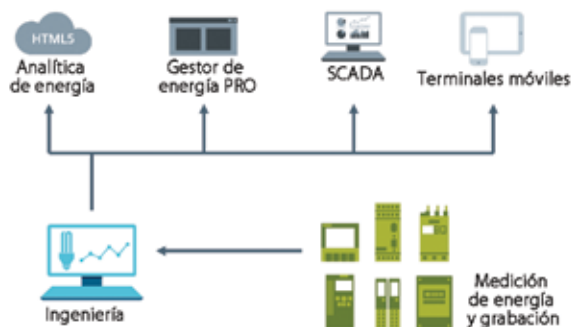 HTML5
Analítica
de energía
Gestor de
energía PRO
SCADA
Terminales móviles
Ingeniería
Medición
de energía
y grabación